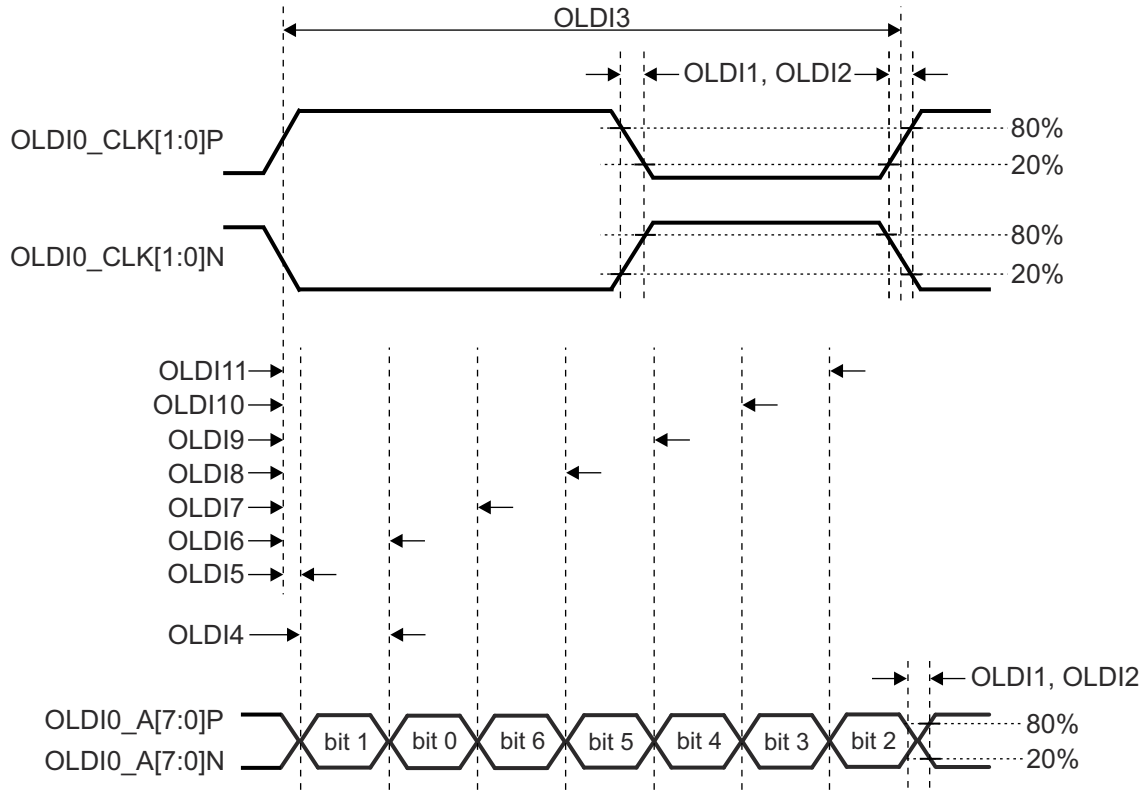 OLDI3
OLDI1, OLDI2
OLDI0_CLK[1:0]P
80%
20%
OLDI0_CLK[1:0]N
80%
20%
OLDI11
OLDI10
OLDI9
OLDI8
OLDI7
OLDI6
OLDI5
OLDI4
OLDI1, OLDI2
OLDI0_A[7:0]P
80%
bit 1 bit 0 bit 6 bit 5 bit 4 bit 3 bit 2
OLDI0_A[7:0]N
20%